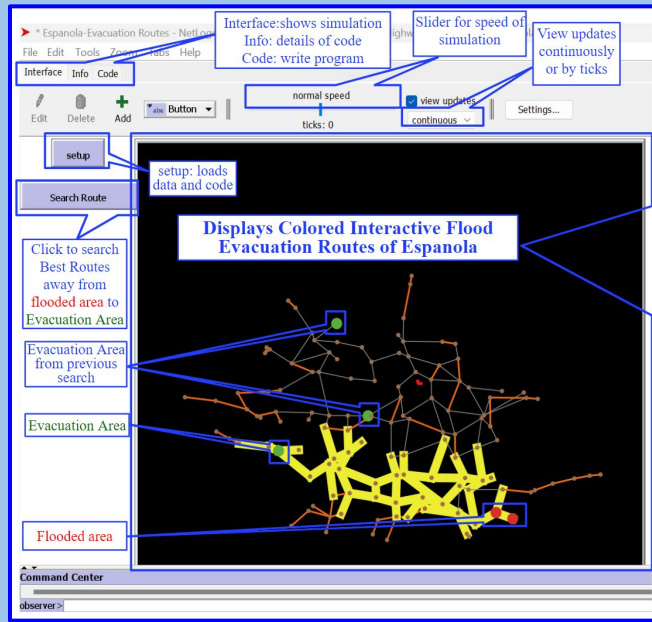 * Espanola-Evacuation Routes - NetLogo
File Edit Tools Zoom Tabs Help
Interface:shows simulation
Info: details of code
Code: write program
Slider for speed of
simulation
View updates
continuously
or by ticks
Interface Info Code
Edit
Delete
Add
abc Button
normal speed
ticks: 0
view updates
continuous
Settings...
setup
setup: loads
data and code
Search Route
Displays Colored Interactive Flood
Evacuation Routes of Espanola
Click to search
Best Routes
away from
flooded area to
Evacuation Area
Evacuation Area
from previous
search
Evacuation Area
Flooded area
Command Center
observer>